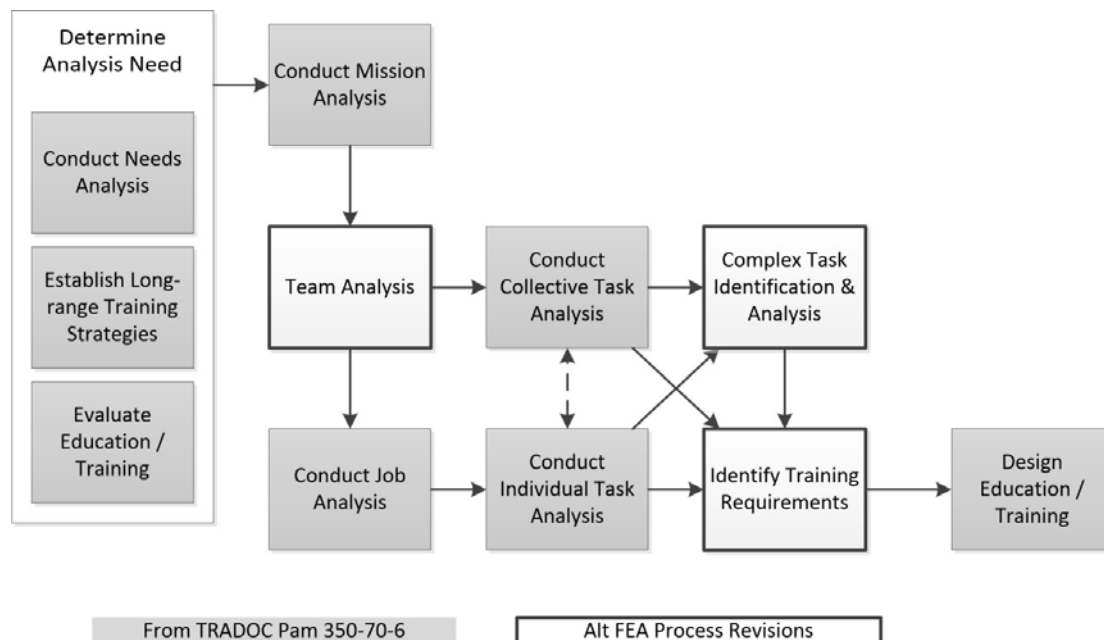 Determine
Analysis Need
Conduct Needs
Analysis
Establish Long-
range Training
Strategies
Evaluate
Education /
Training
Conduct Mission
Analysis
Team Analysis
Conduct
Collective Task
Analysis
Complex Task
Identification &
Analysis
Conduct Job
Analysis
Conduct
Individual Task
Analysis
Identify Training
Requirements
Design
Education /
Training
From TRADOC Pam 350-70-6
Alt FEA Process Revisions